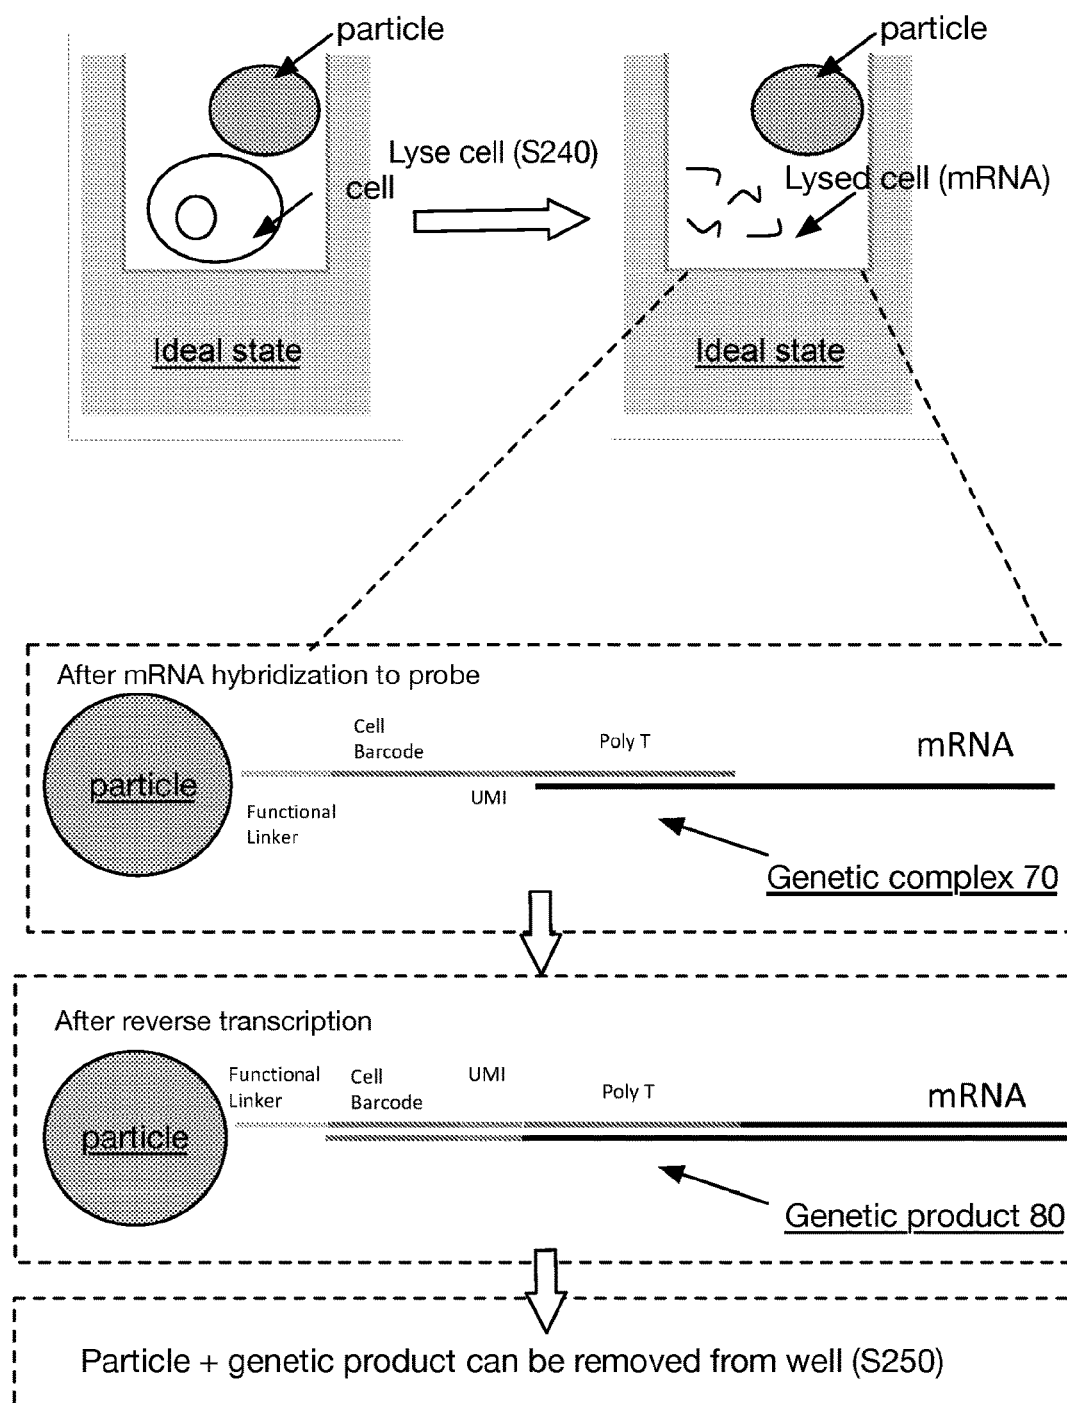 particle
particle
Lyse cell (S240)
cell
Lysed cell (mRNA)
Ideal state
Ideal state
After mRNA hybridization to probe
Cell
Barcode
Poly T
mRNA
particle
UMI
Functional
Linker
Genetic complex 70
After reverse transcription
Functional
Linker
Cell
Barcode
UMI
Poly T
mRNA
particle
Genetic product 80
Particle + genetic product can be removed from well (S250)